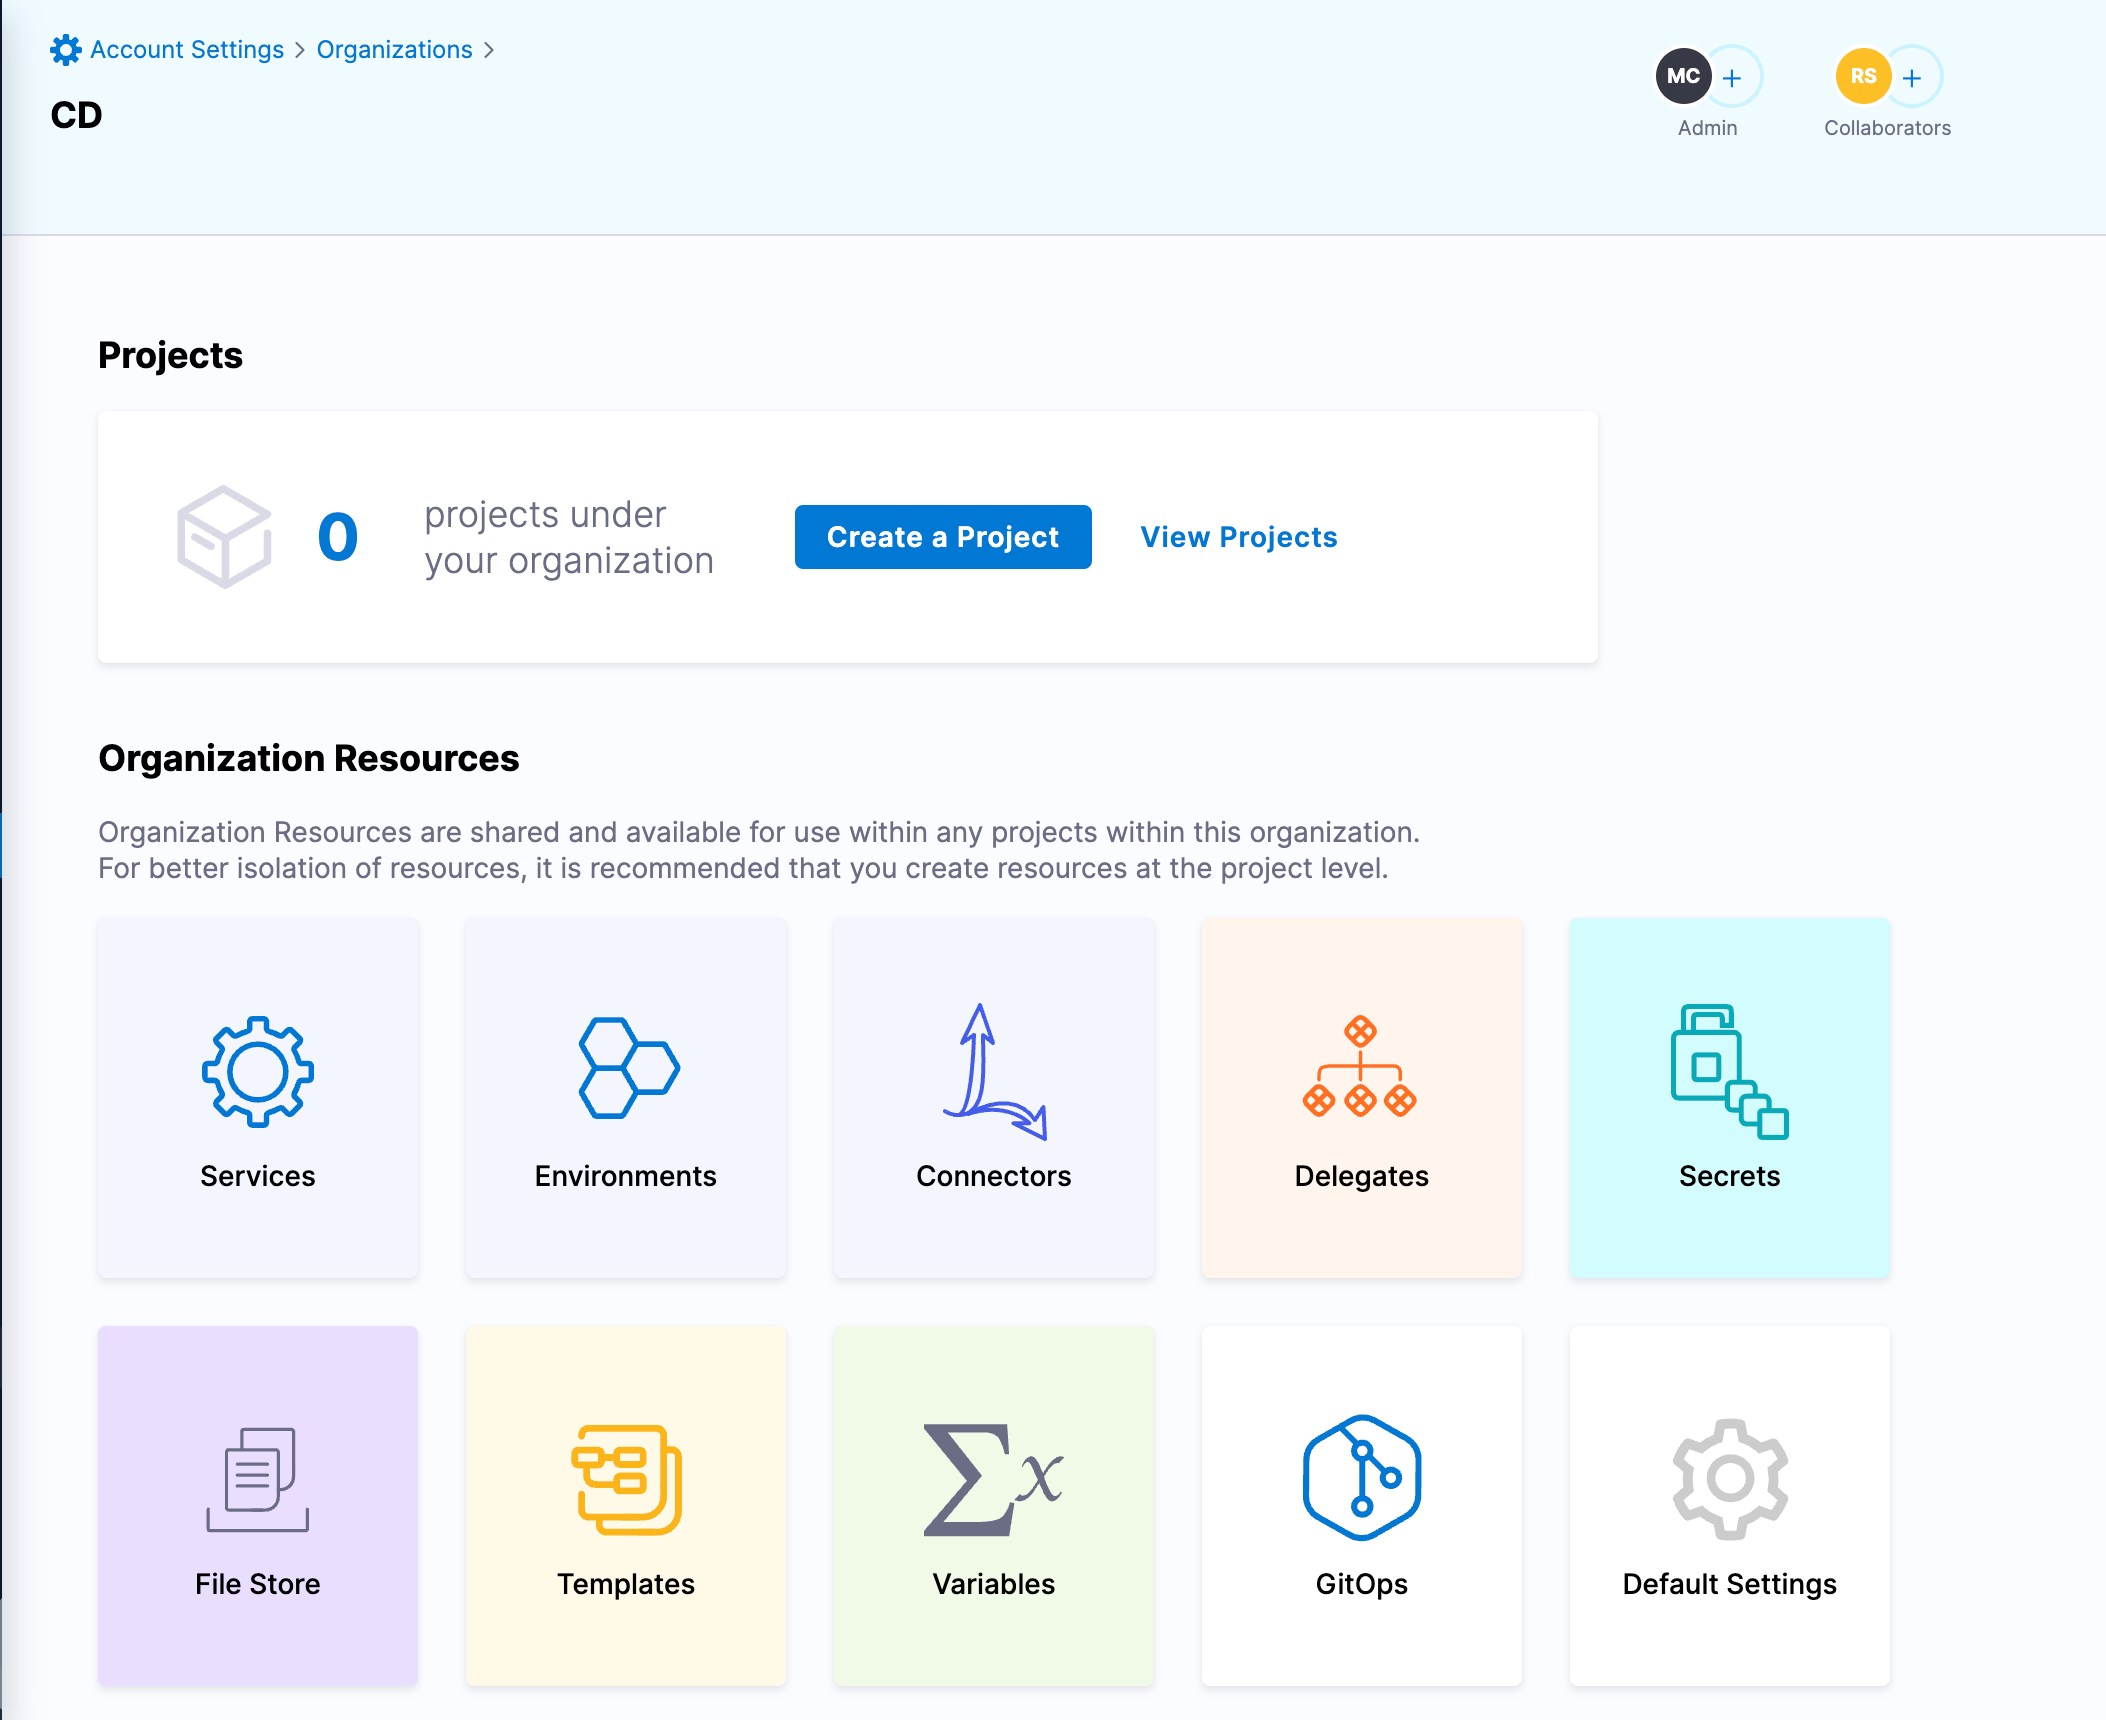 Account Settings > Organizations >
CD
MC +
Admin
RS +
Collaborators
Projects
0
projects under
your organization
Create a Project
View Projects
Organization Resources
Organization Resources are shared and available for use within any projects within this organization.
For better isolation of resources, it is recommended that you create resources at the project level.
Services
Environments
Connectors
Delegates
Secrets
File Store
Templates
Σx
Variables
GitOps
Default Settings